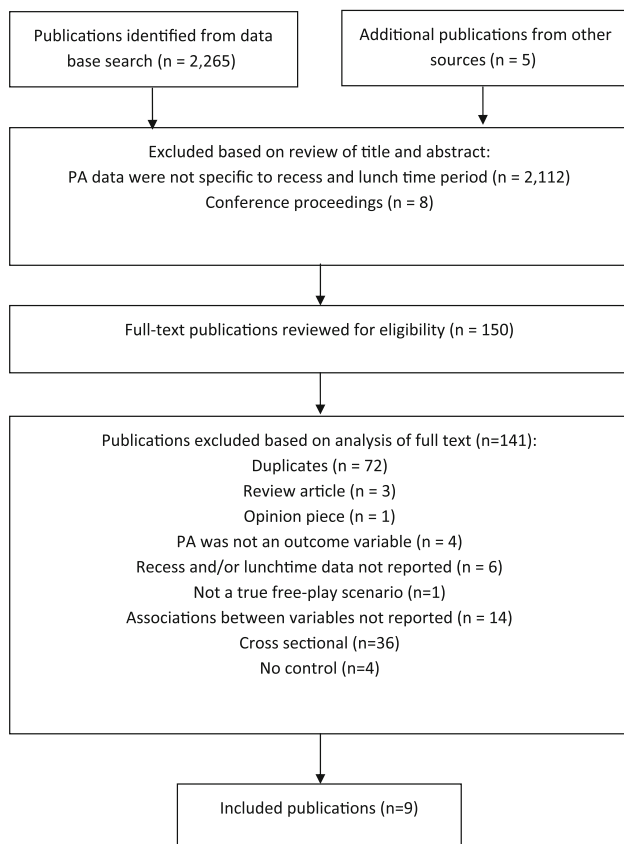 Publications identified from data
base search (n = 2,265)
Additional publications from other
sources (n = 5)
Excluded based on review of title and abstract:
PA data were not specific to recess and lunch time period (n = 2,112)
Conference proceedings (n = 8)
Full-text publications reviewed for eligibility (n = 150)
Publications excluded based on analysis of full text (n=141):
Duplicates (n = 72)
Review article (n = 3)
Opinion piece (n = 1)
PA was not an outcome variable (n = 4)
Recess and/or lunchtime data not reported (n = 6)
Not a true free-play scenario (n=1)
Associations between variables not reported (n = 14)
Cross sectional (n=36)
No control (n=4)
Included publications (n=9)